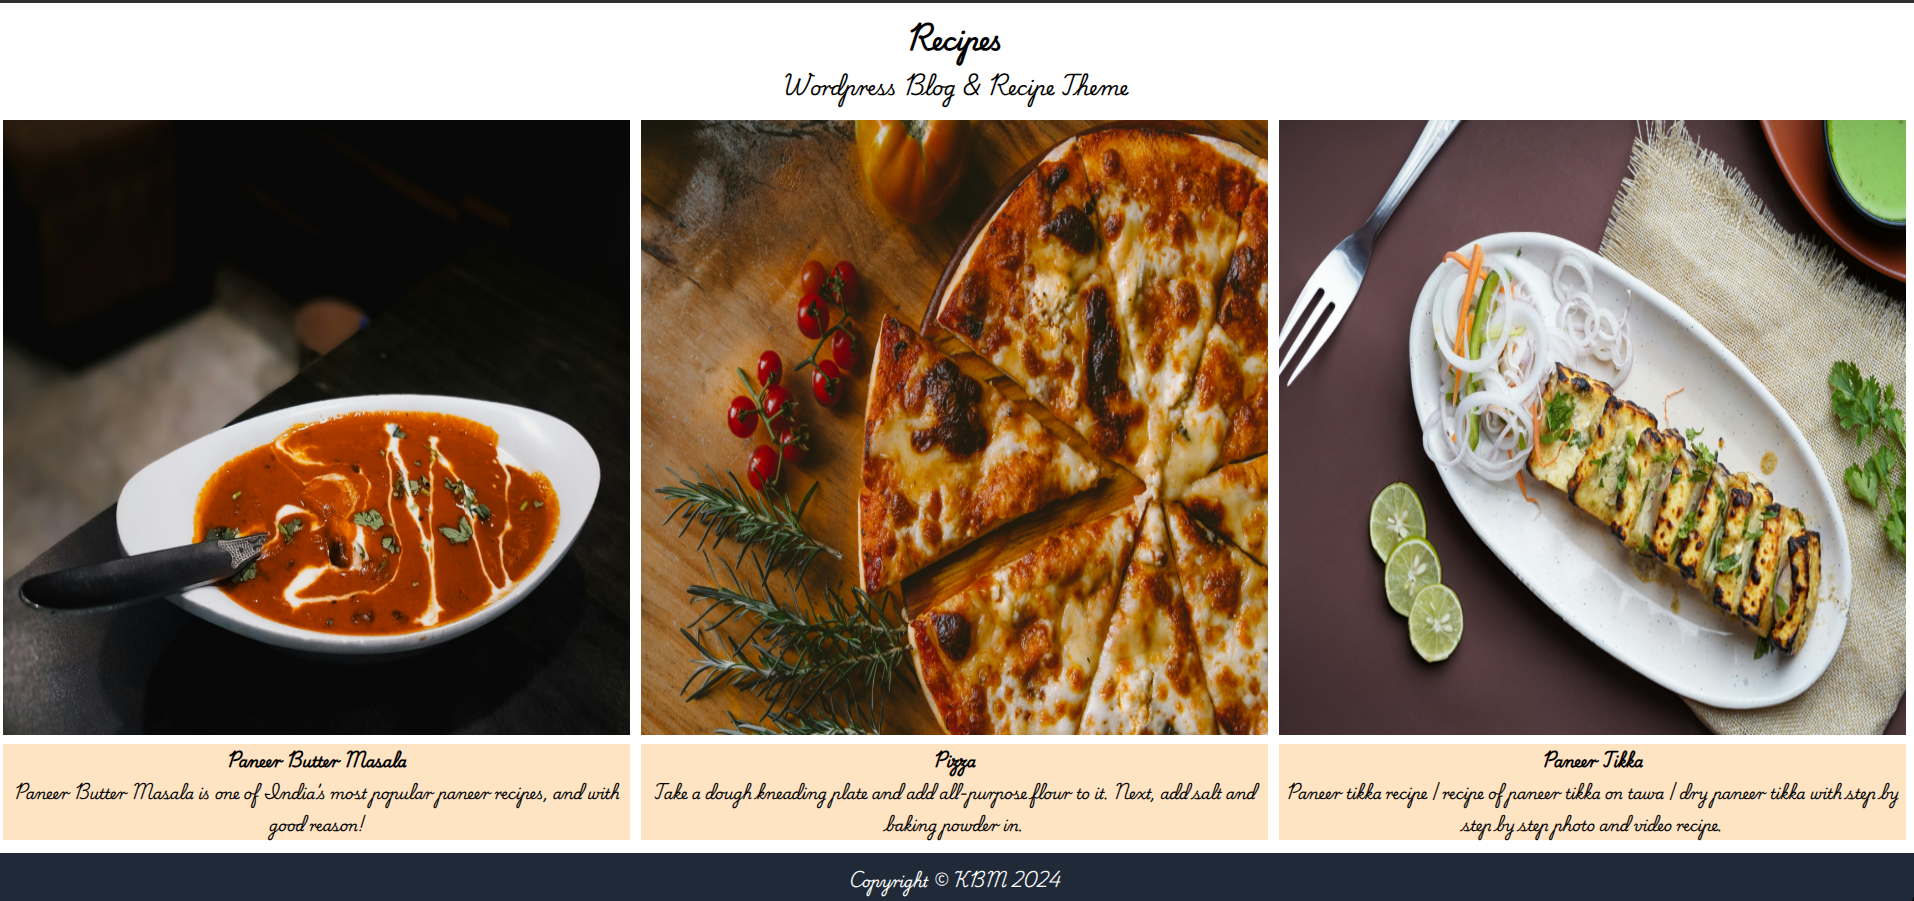 Recipes
Wordpress Blog & Recipe Theme
Paneer Butter Masala
Paneer Butter Masala is one of India's most popular paneer recipes, and with
good reason!
Pizza
Take a dough kneading plate and add all-purpose flour to it. Next, add salt and
baking powder in.
Paneer Tikka
Paneer tikka recipe | recipe of paneer tikka on tawa | dry paneer tikka with step by
step by step photo and video recipe.
Copyright © KBM 2024